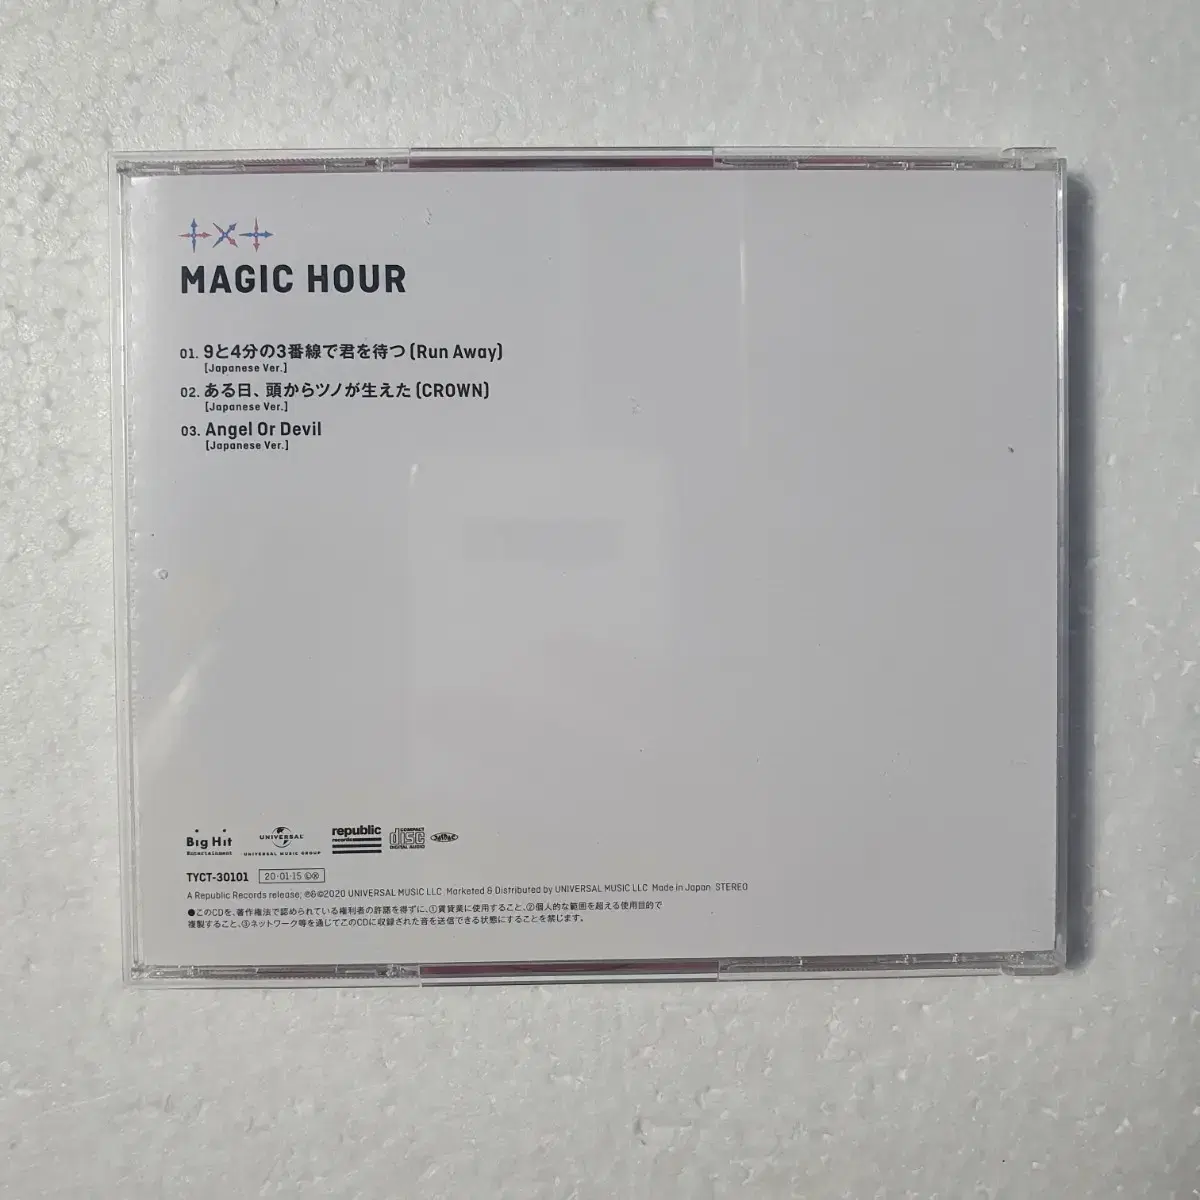 MAGIC HOUR
01. 9と4分の3番線で君を待つ (Run Away)
[Japanese Ver.]
02. ある日、頭からツノが生えた (CROWN)
[Japanese Ver.]
03. Angel Or Devil
[Japanese Ver.]
Big Hit
Entertainment
UNIVERSAL
UNIVERSAL MUSIC GROUP
republic
records
COMPACT
disc
DIGITAL AUDIO
TYCT-30101
20·01·15
A Republic Records release; ℗&©2020 UNIVERSAL MUSIC LLC Marketed & Distributed by UNIVERSAL MUSIC LLC Made in Japan STEREO
●このCDを、著作権法で認められている権利者の許諾を得ずに、①賃貸業に使用すること、②個人的な範囲を超える使用目的で
複製すること、③ネットワーク等を通じてこのCDに収録された音を送信できる状態にすることを禁じます。